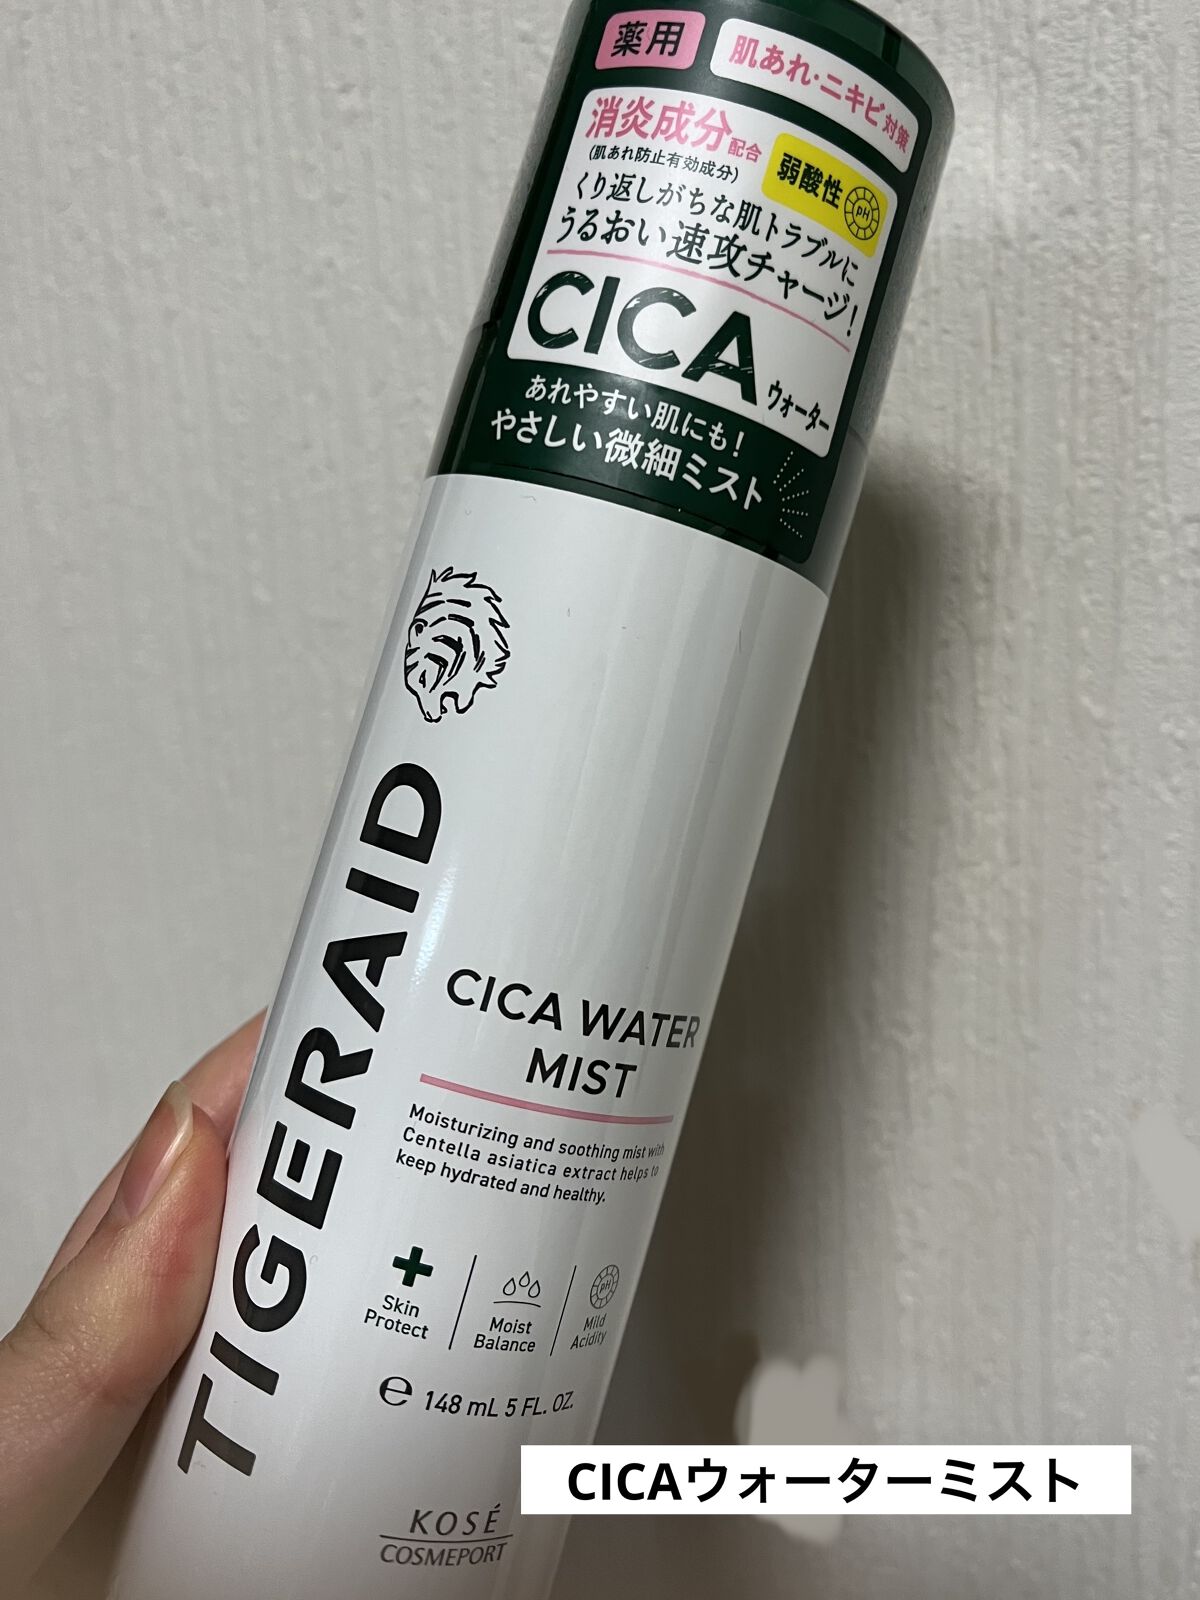 薬用
肌あれ・ニキビ対策
消炎成分配合
(肌あれ防止有効成分)
弱酸性
pH
くり返しがちな肌トラブルに
うるおい速攻チャージ!
CICA
ウォーター
あれやすい肌にも!
やさしい微細ミスト
TIGERAID
CICA WATER
MIST
Moisturizing and soothing mist with
Centella asiatica extract helps to
keep hydrated and healthy.
Skin
Protect
Moist
Balance
pH
Mild
Acidity
℮ 148 mL 5 FL. OZ.
CICAウォーターミスト
KOSÉ
COSMEPORT